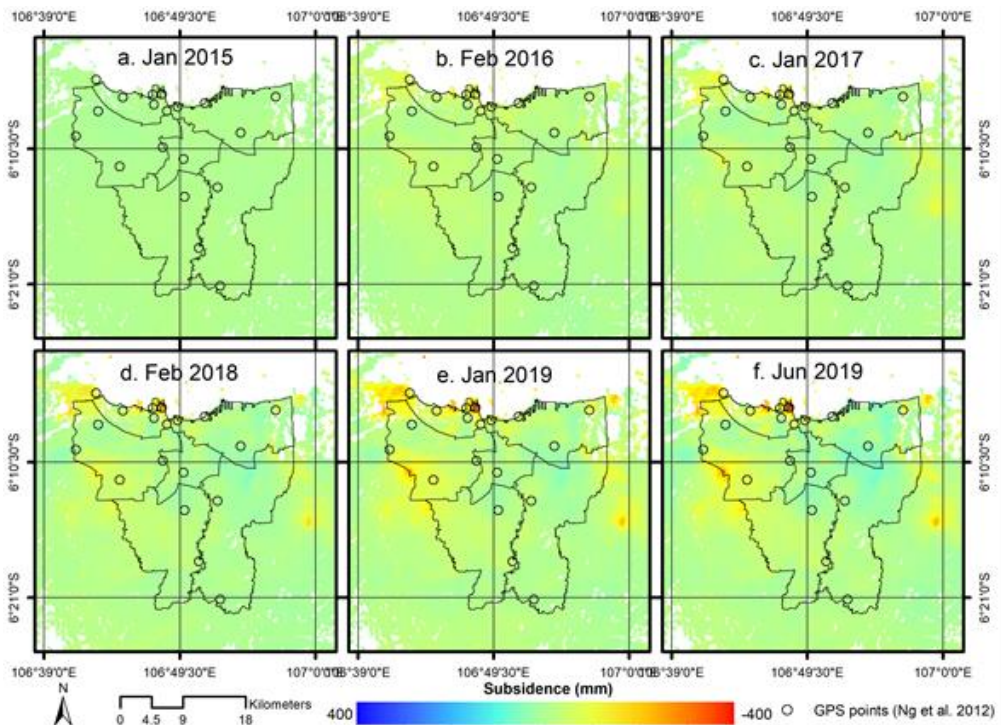 106°39'0"E 106°49'30"E 107°0'0"E 106°39'0"E 106°49'30"E 107°0'0"E 106°39'0"E 106°49'30"E 107°0'0"E
a. Jan 2015
b. Feb 2016
c. Jan 2017
6°10'30"S
6°10'30"S
6°21'0"S
6°21'0"S
d. Feb 2018
e. Jan 2019
f. Jun 2019
6°10'30"S
6°10'30"S
6°21'0"S
6°21'0"S
106°39'0"E 106°49'30"E 107°0'0"E 106°39'0"E 106°49'30"E 107°0'0"E 106°39'0"E 106°49'30"E 107°0'0"E
N
Kilometers
0 4.5 9 18
Subsidence (mm)
400 -400
GPS points (Ng et al. 2012)